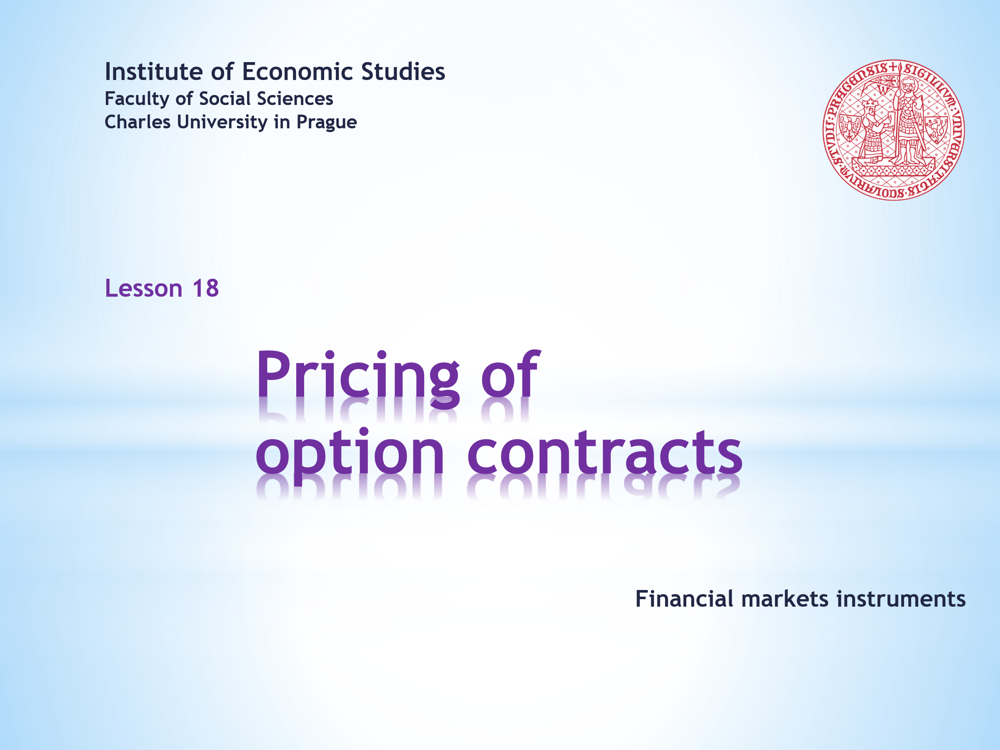 Institute of Economic Studies
Faculty of Social Sciences
Charles University in Prague
SIGILLVM : VNIVERSITATIS · SCOLARIVM · STVDII : PRAGENSIS
W
Lesson 18
Pricing of
option contracts
Financial markets instruments